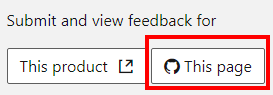 Submit and view feedback for
This product
This page